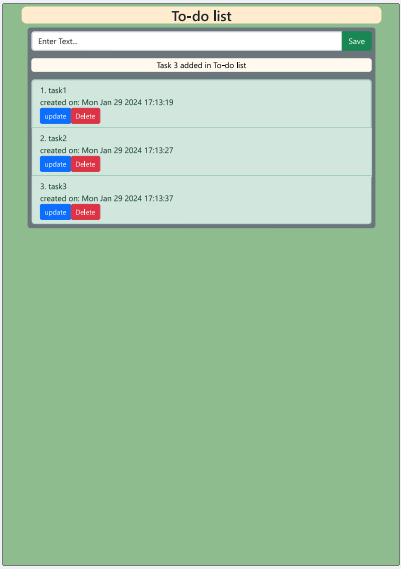 To-do list
Enter Text...
Save
Task 3 added in To-do list
1. task1
created on: Mon Jan 29 2024 17:13:19
update Delete
2. task2
created on: Mon Jan 29 2024 17:13:27
update Delete
3. task3
created on: Mon Jan 29 2024 17:13:37
update Delete